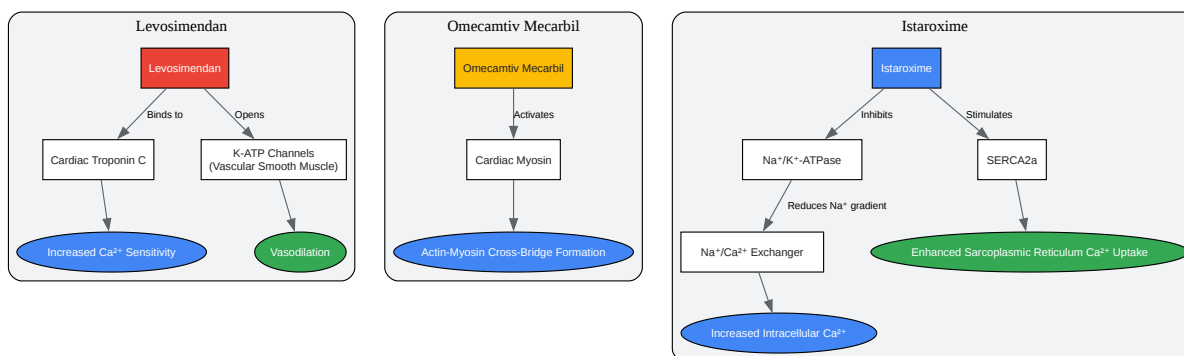 Levosimendan
Levosimendan
Binds to
Opens
Cardiac Troponin C
K-ATP Channels
(Vascular Smooth Muscle)
Increased Ca²⁺ Sensitivity
Vasodilation
Omecamtiv Mecarbil
Omecamtiv Mecarbil
Activates
Cardiac Myosin
Actin-Myosin Cross-Bridge Formation
Istaroxime
Istaroxime
Inhibits
Stimulates
Na⁺/K⁺-ATPase
SERCA2a
Reduces Na⁺ gradient
Na⁺/Ca²⁺ Exchanger
Enhanced Sarcoplasmic Reticulum Ca²⁺ Uptake
Increased Intracellular Ca²⁺